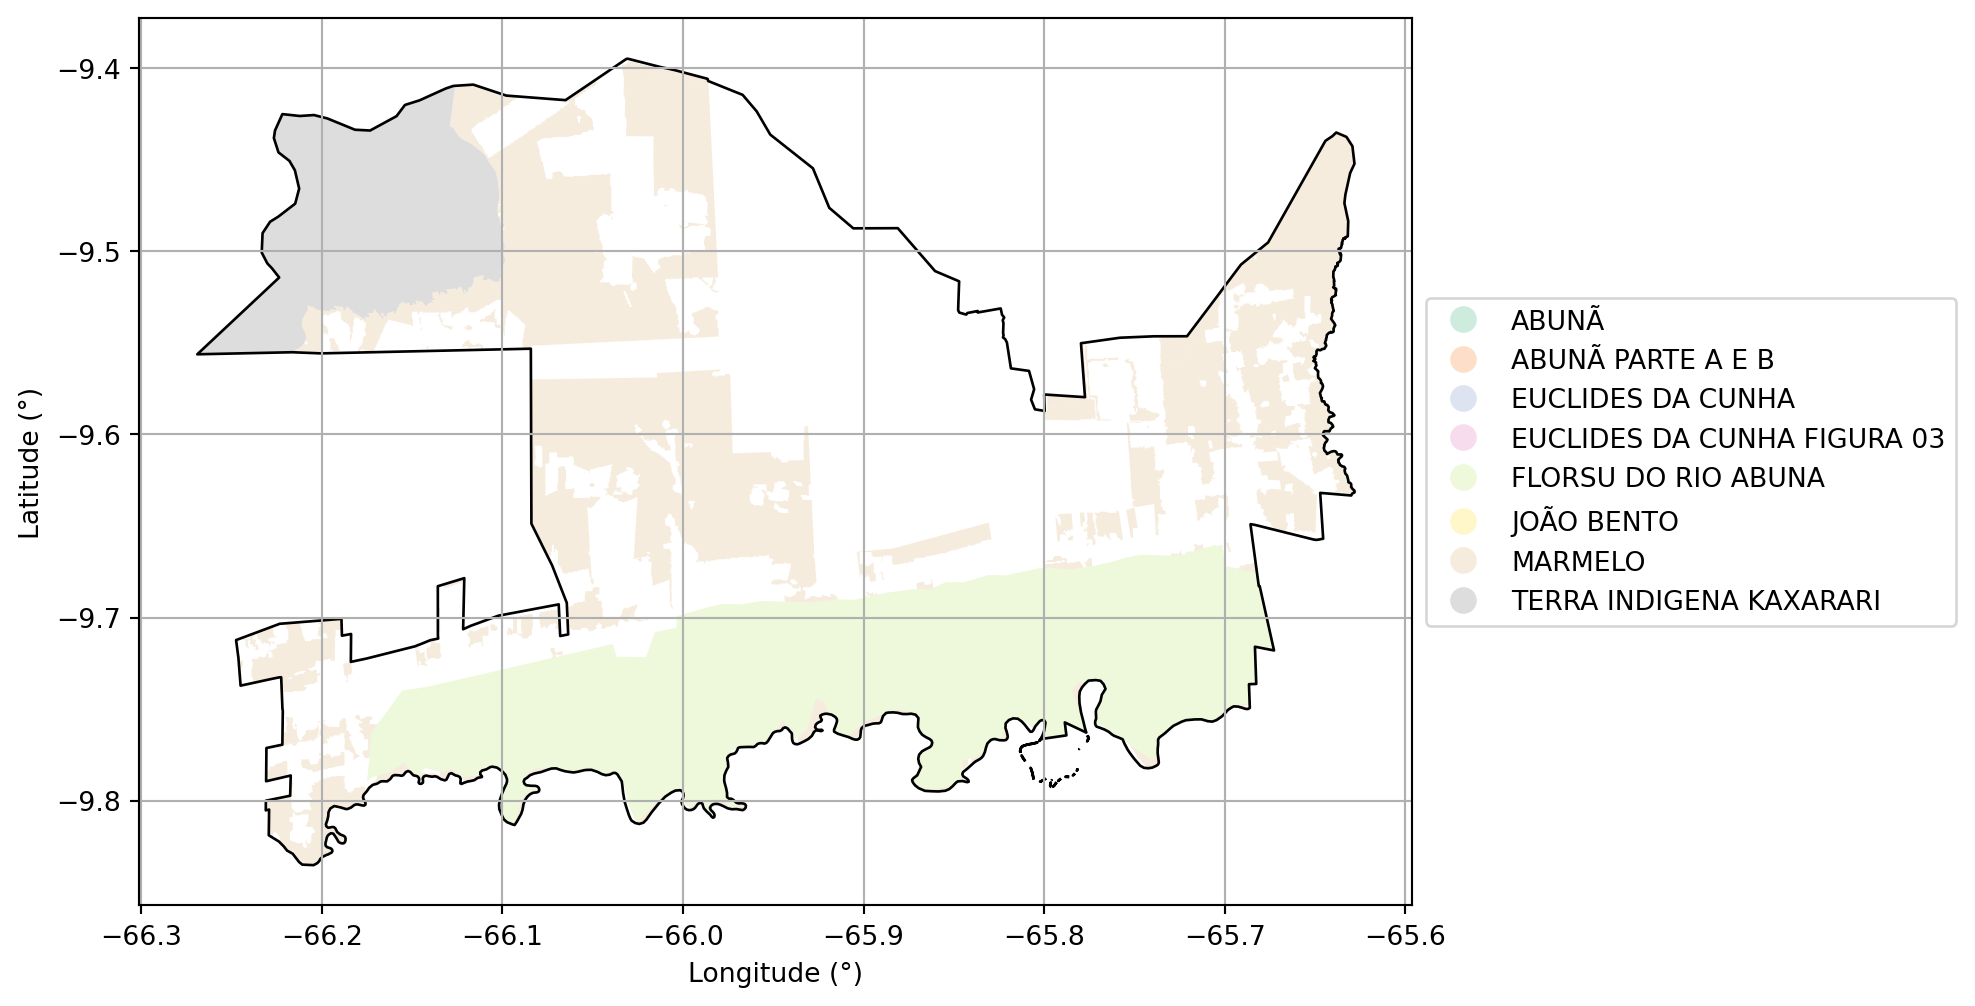 −9.4
−9.5
−9.6
−9.7
−9.8
Latitude (°)
−66.3
−66.2
−66.1
−66.0
−65.9
−65.8
−65.7
−65.6
Longitude (°)
ABUNÃ
ABUNÃ PARTE A E B
EUCLIDES DA CUNHA
EUCLIDES DA CUNHA FIGURA 03
FLORSU DO RIO ABUNA
JOÃO BENTO
MARMELO
TERRA INDIGENA KAXARARI